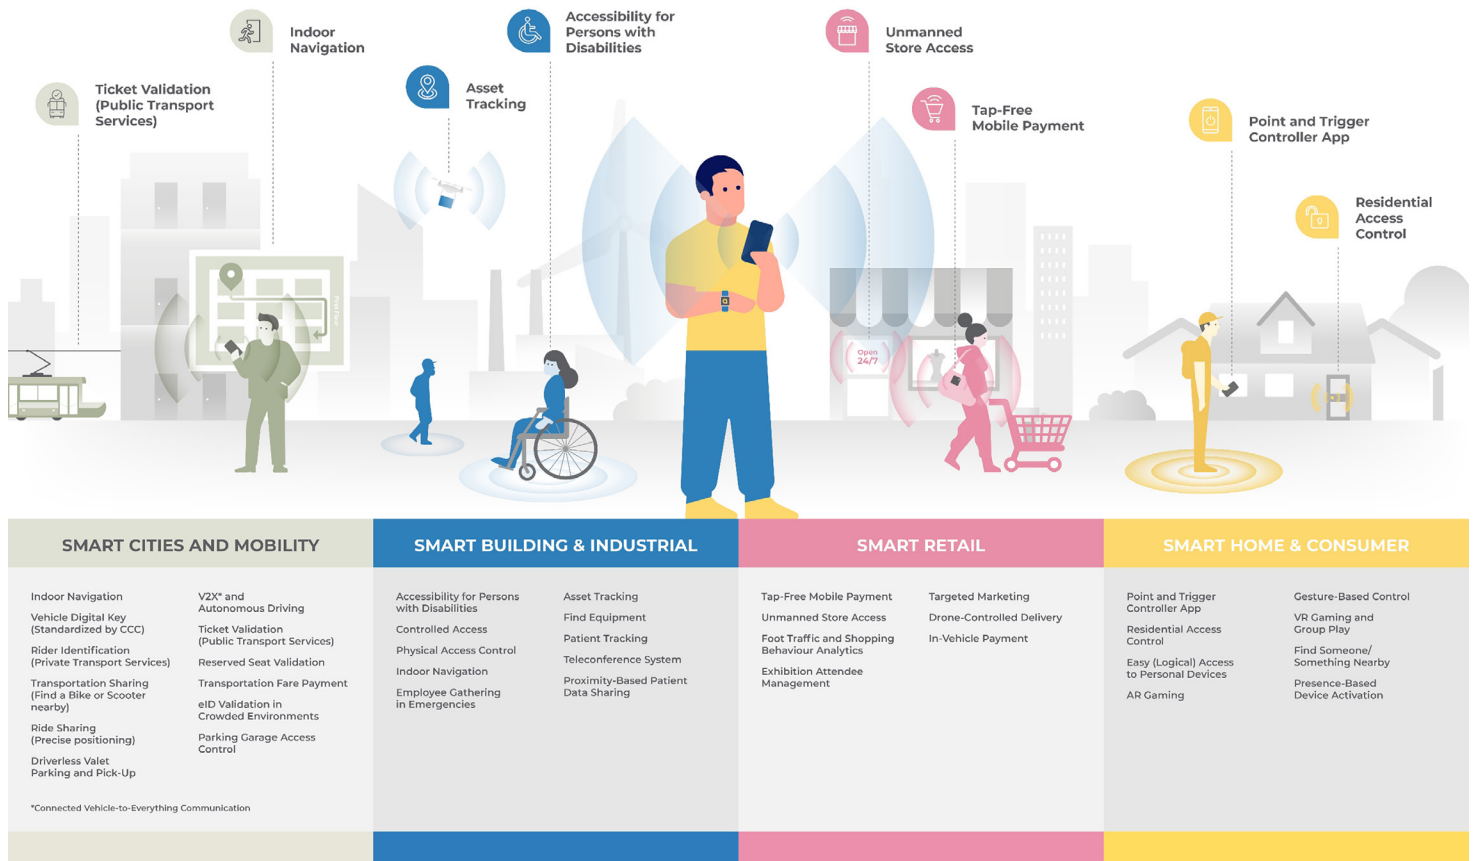 Indoor
Navigation
Accessibility for
Persons with
Disabilities
Unmanned
Store Access
Ticket Validation
(Public Transport
Services)
Asset
Tracking
Tap-Free
Mobile Payment
Point and Trigger
Controller App
Residential
Access
Control
Open
24/7
SMART CITIES AND MOBILITY
Indoor Navigation
Vehicle Digital Key
(Standardized by CCC)
Rider Identification
(Private Transport Services)
Transportation Sharing
(Find a Bike or Scooter
nearby)
Ride Sharing
(Precise positioning)
Driverless Valet
Parking and Pick-Up
V2X* and
Autonomous Driving
Ticket Validation
(Public Transport Services)
Reserved Seat Validation
Transportation Fare Payment
eID Validation in
Crowded Environments
Parking Garage Access
Control
*Connected Vehicle-to-Everything Communication
SMART BUILDING & INDUSTRIAL
Accessibility for Persons
with Disabilities
Controlled Access
Physical Access Control
Indoor Navigation
Employee Gathering
in Emergencies
Asset Tracking
Find Equipment
Patient Tracking
Teleconference System
Proximity-Based Patient
Data Sharing
SMART RETAIL
Tap-Free Mobile Payment
Unmanned Store Access
Foot Traffic and Shopping
Behaviour Analytics
Exhibition Attendee
Management
Targeted Marketing
Drone-Controlled Delivery
In-Vehicle Payment
SMART HOME & CONSUMER
Point and Trigger
Controller App
Residential Access
Control
Easy (Logical) Access
to Personal Devices
AR Gaming
Gesture-Based Control
VR Gaming and
Group Play
Find Someone/
Something Nearby
Presence-Based
Device Activation